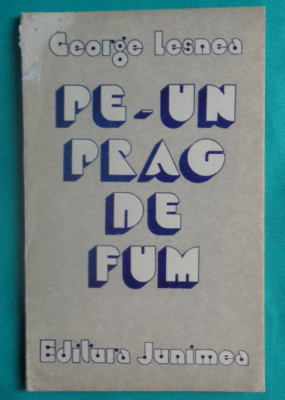 George Lesnea
PE-UN
PRAG
DE
FUM
Editura Junimea